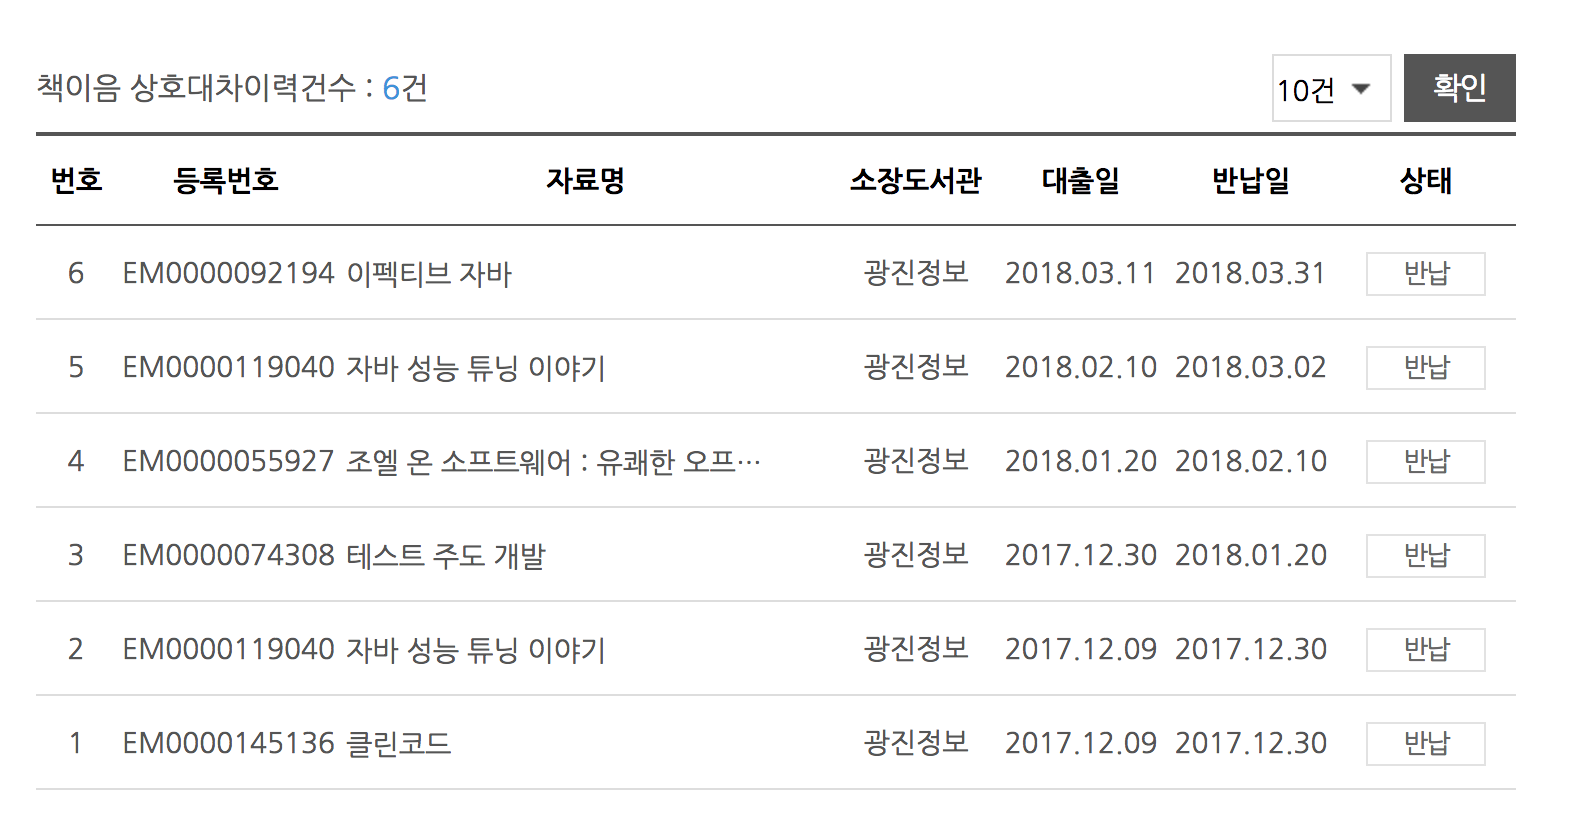 책이음 상호대차이력건수 : 6건
10건 확인
번호 등록번호 자료명 소장도서관 대출일 반납일 상태
6 EM0000092194 이펙티브 자바 광진정보 2018.03.11 2018.03.31 반납
5 EM0000119040 자바 성능 튜닝 이야기 광진정보 2018.02.10 2018.03.02 반납
4 EM0000055927 조엘 온 소프트웨어 : 유쾌한 오프… 광진정보 2018.01.20 2018.02.10 반납
3 EM0000074308 테스트 주도 개발 광진정보 2017.12.30 2018.01.20 반납
2 EM0000119040 자바 성능 튜닝 이야기 광진정보 2017.12.09 2017.12.30 반납
1 EM0000145136 클린코드 광진정보 2017.12.09 2017.12.30 반납